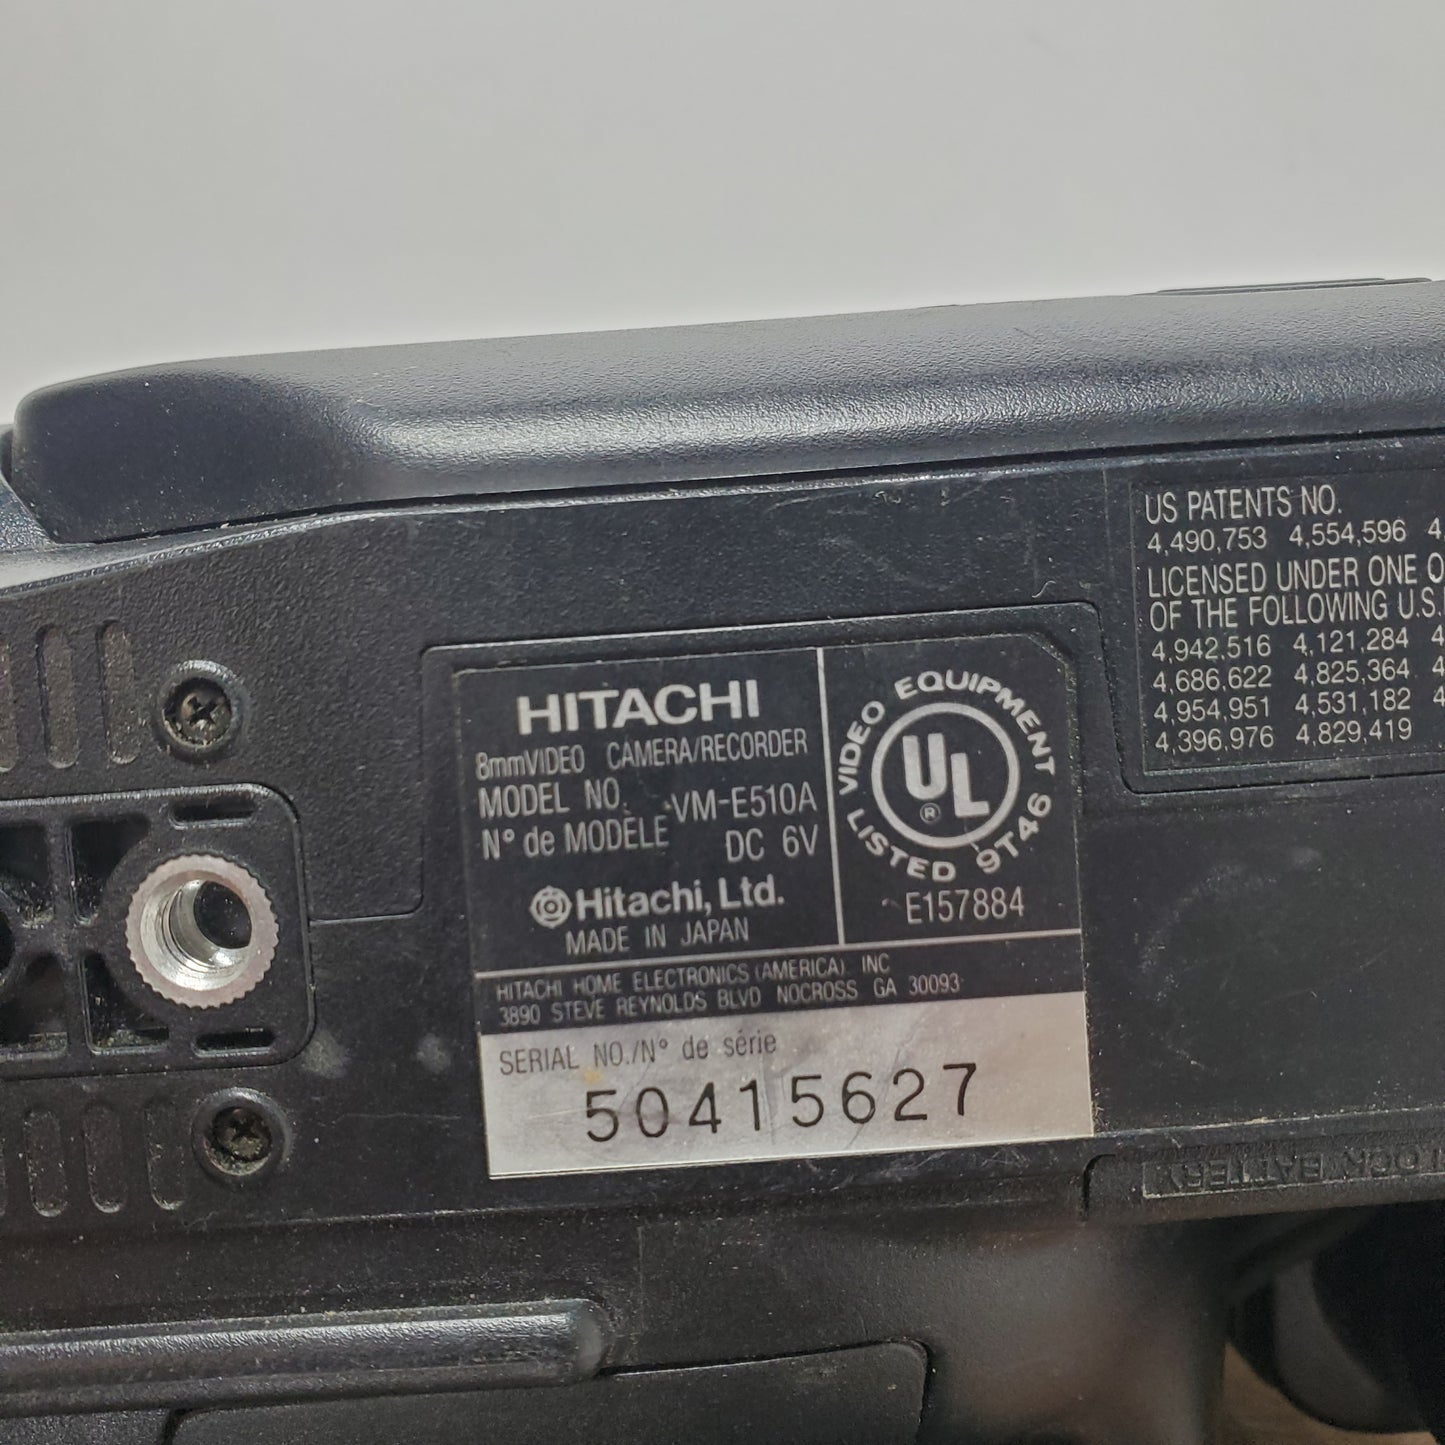 HITACHI
8mmVIDEO CAMERA/RECORDER
MODEL NO. VM-E510A
N° de MODÈLE DC 6V
Hitachi, Ltd.
MADE IN JAPAN
VIDEO EQUIPMENT
UL
®
LISTED 9T46
E157884
HITACHI HOME ELECTRONICS (AMERICA). INC
3890 STEVE REYNOLDS BLVD NOCROSS GA 30093
SERIAL NO./N° de série
50415627
US PATENTS NO.
4,490,753 4,554,596
LICENSED UNDER ONE
OF THE FOLLOWING U.S.
4,942,516 4,121,284
4,686,622 4,825,364
4,954,951 4,531,182
4,396,976 4,829,419
LOCK BATTERY